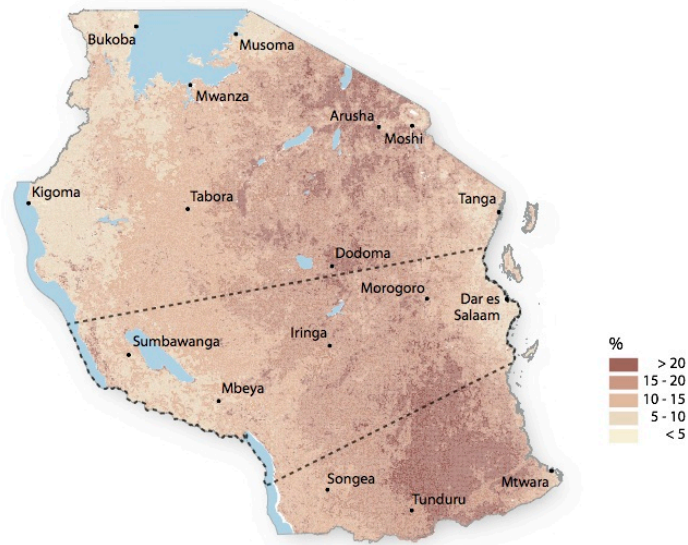 Bukoba
Musoma
Mwanza
Arusha
Moshi
Kigoma
Tabora
Tanga
Dodoma
Morogoro
Dar es
Salaam
Sumbawanga
Iringa
Mbeya
Songea
Tunduru
Mtwara
%
> 20
15 - 20
10 - 15
5 - 10
< 5